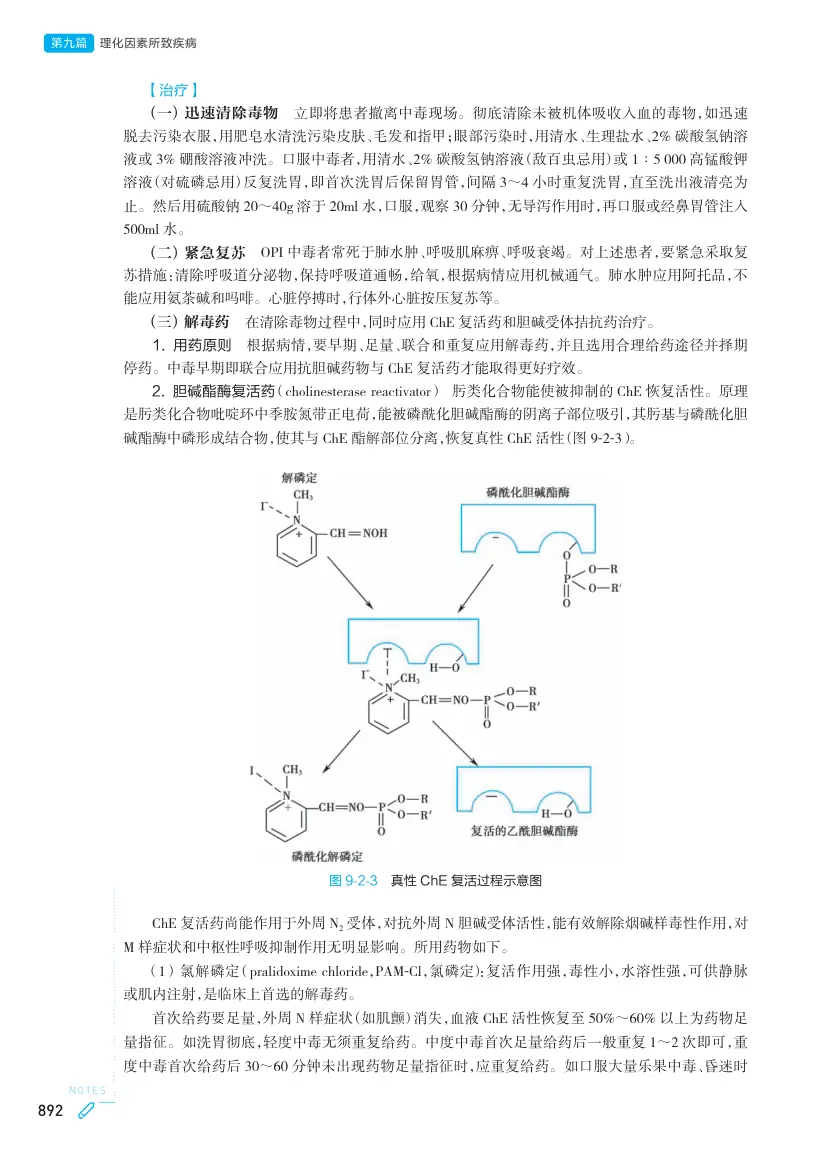 第九篇 理化因素所致疾病
【治疗】
（一）迅速清除毒物 立即将患者撤离中毒现场。彻底清除未被机体吸收入血的毒物,如迅速
脱去污染衣服,用肥皂水清洗污染皮肤、毛发和指甲;眼部污染时,用清水、生理盐水、2% 碳酸氢钠溶
液或 3% 硼酸溶液冲洗。口服中毒者,用清水、2% 碳酸氢钠溶液（敌百虫忌用）或 1∶5 000 高锰酸钾
溶液（对硫磷忌用）反复洗胃,即首次洗胃后保留胃管,间隔 3～4 小时重复洗胃,直至洗出液清亮为
止。然后用硫酸钠 20～40g 溶于 20ml 水,口服,观察 30 分钟,无导泻作用时,再口服或经鼻胃管注入
500ml 水。
（二）紧急复苏 OPI 中毒者常死于肺水肿、呼吸肌麻痹、呼吸衰竭。对上述患者,要紧急采取复
苏措施:清除呼吸道分泌物,保持呼吸道通畅,给氧,根据病情应用机械通气。肺水肿应用阿托品,不
能应用氨茶碱和吗啡。心脏停搏时,行体外心脏按压复苏等。
（三）解毒药 在清除毒物过程中,同时应用 ChE 复活药和胆碱受体拮抗药治疗。
1. 用药原则 根据病情,要早期、足量、联合和重复应用解毒药,并且选用合理给药途径并择期
停药。中毒早期即联合应用抗胆碱药物与 ChE 复活药才能取得更好疗效。
2. 胆碱酯酶复活药（cholinesterase reactivator） 肟类化合物能使被抑制的 ChE 恢复活性。原理
是肟类化合物吡啶环中季胺氮带正电荷,能被磷酰化胆碱酯酶的阴离子部位吸引,其肟基与磷酰化胆
碱酯酶中磷形成结合物,使其与 ChE 酯解部位分离,恢复真性 ChE 活性（图 9-2-3）。
解磷定
CH₃
I⁻
N
+
CH=NOH
磷酰化胆碱酯酶
−
O
P
O—R
O—R′
O
H—O
I⁻
N
CH₃
+
CH=NO—P
O—R
O—R′
O
I
CH₃
N
+
CH=NO—P
O—R
O—R′
O
磷酰化解磷定
−
H—O
复活的乙酰胆碱酯酶
图 9-2-3 真性 ChE 复活过程示意图
ChE 复活药尚能作用于外周 N₂ 受体,对抗外周 N 胆碱受体活性,能有效解除烟碱样毒性作用,对
M 样症状和中枢性呼吸抑制作用无明显影响。所用药物如下。
（1）氯解磷定（pralidoxime chloride,PAM-Cl,氯磷定）:复活作用强,毒性小,水溶性强,可供静脉
或肌内注射,是临床上首选的解毒药。
首次给药要足量,外周 N 样症状（如肌颤）消失,血液 ChE 活性恢复至 50%～60% 以上为药物足
量指征。如洗胃彻底,轻度中毒无须重复给药。中度中毒首次足量给药后一般重复 1～2 次即可,重
度中毒首次给药后 30～60 分钟未出现药物足量指征时,应重复给药。如口服大量乐果中毒、昏迷时
NOTES
892